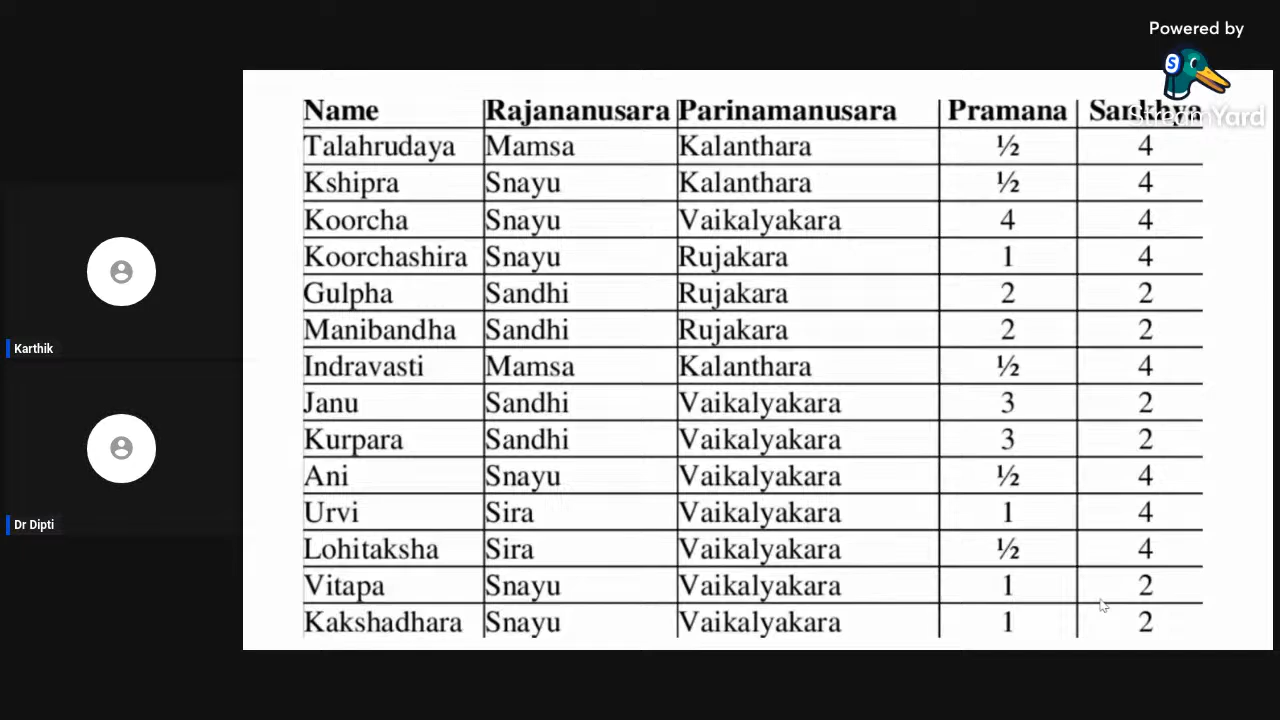 Powered by
S
StreamYard
Name Rajananusara Parinamanusara Pramana Sankhya
Talahrudaya Mamsa Kalanthara ½ 4
Kshipra Snayu Kalanthara ½ 4
Koorcha Snayu Vaikalyakara 4 4
Koorchashira Snayu Rujakara 1 4
Gulpha Sandhi Rujakara 2 2
Manibandha Sandhi Rujakara 2 2
Indravasti Mamsa Kalanthara ½ 4
Janu Sandhi Vaikalyakara 3 2
Kurpara Sandhi Vaikalyakara 3 2
Ani Snayu Vaikalyakara ½ 4
Urvi Sira Vaikalyakara 1 4
Lohitaksha Sira Vaikalyakara ½ 4
Vitapa Snayu Vaikalyakara 1 2
Kakshadhara Snayu Vaikalyakara 1 2
Karthik
Dr Dipti